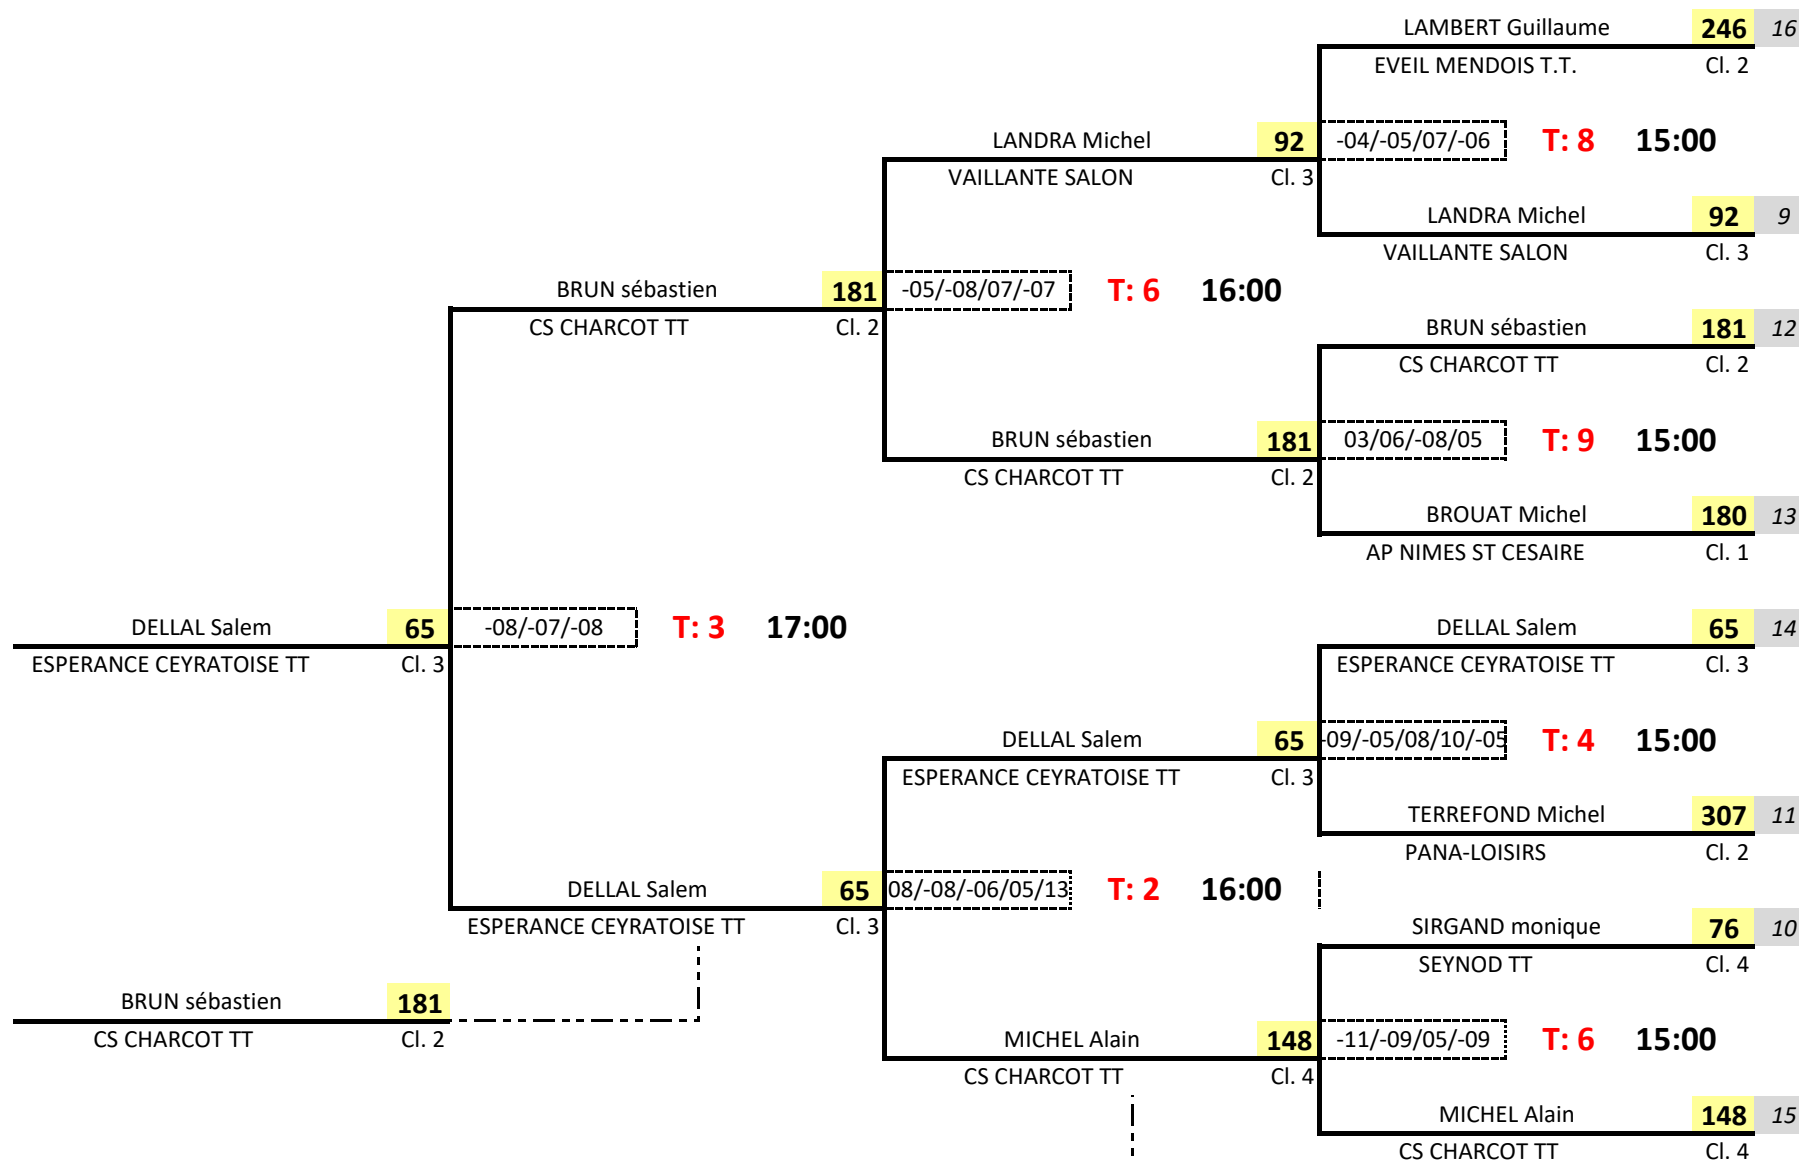 LAMBERT Guillaume 246 16
EVEIL MENDOIS T.T. Cl. 2
LANDRA Michel 92 -04/-05/07/-06 T: 8 15:00
VAILLANTE SALON Cl. 3
LANDRA Michel 92 9
VAILLANTE SALON Cl. 3
BRUN sébastien 181 -05/-08/07/-07 T: 6 16:00
CS CHARCOT TT Cl. 2
BRUN sébastien 181 12
CS CHARCOT TT Cl. 2
BRUN sébastien 181 03/06/-08/05 T: 9 15:00
CS CHARCOT TT Cl. 2
BROUAT Michel 180 13
AP NIMES ST CESAIRE Cl. 1
DELLAL Salem 65 -08/-07/-08 T: 3 17:00 DELLAL Salem 65 14
ESPERANCE CEYRATOISE TT Cl. 3 ESPERANCE CEYRATOISE TT Cl. 3
DELLAL Salem 65 -09/-05/08/10/-05 T: 4 15:00
ESPERANCE CEYRATOISE TT Cl. 3
TERREFOND Michel 307 11
PANA-LOISIRS Cl. 2
DELLAL Salem 65 08/-08/-06/05/13 T: 2 16:00
ESPERANCE CEYRATOISE TT Cl. 3
SIRGAND monique 76 10
SEYNOD TT Cl. 4
BRUN sébastien 181
CS CHARCOT TT Cl. 2
MICHEL Alain 148 -11/-09/05/-09 T: 6 15:00
CS CHARCOT TT Cl. 4
MICHEL Alain 148 15
CS CHARCOT TT Cl. 4